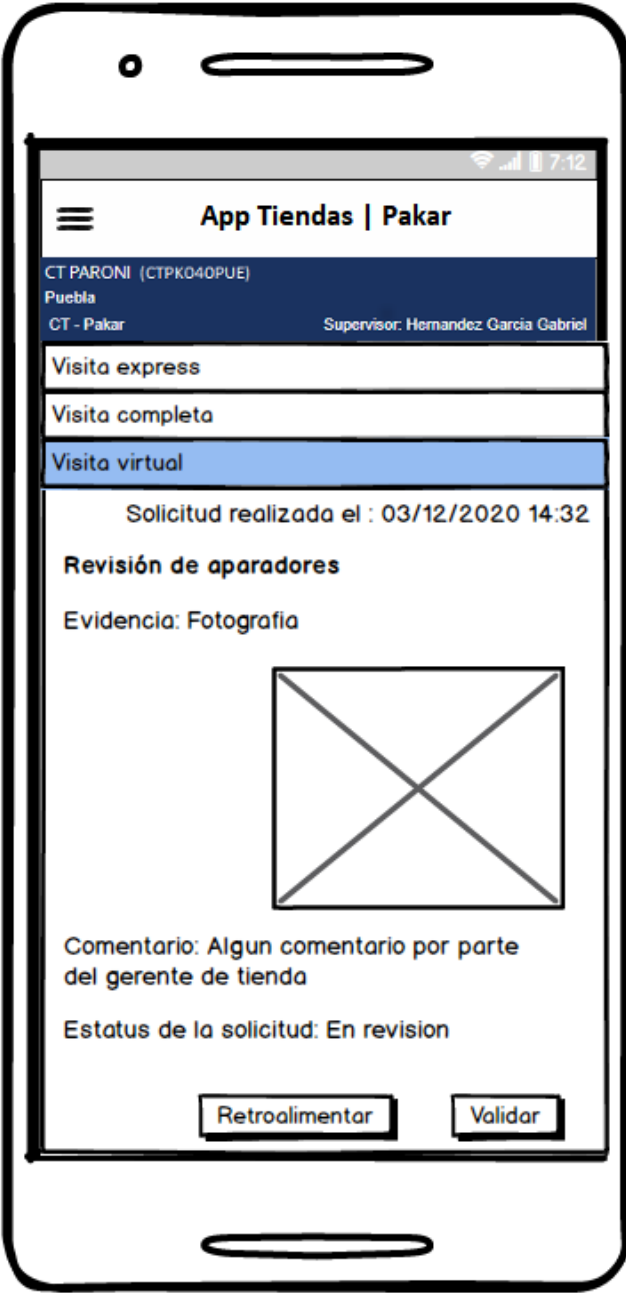 7:12
App Tiendas | Pakar
CT PARONI (CTPK040PUE)
Puebla
CT - Pakar Supervisor: Hernandez Garcia Gabriel
Visita express
Visita completa
Visita virtual
Solicitud realizada el : 03/12/2020 14:32
Revisión de aparadores
Evidencia: Fotografia
Comentario: Algun comentario por parte
del gerente de tienda
Estatus de la solicitud: En revision
Retroalimentar Validar